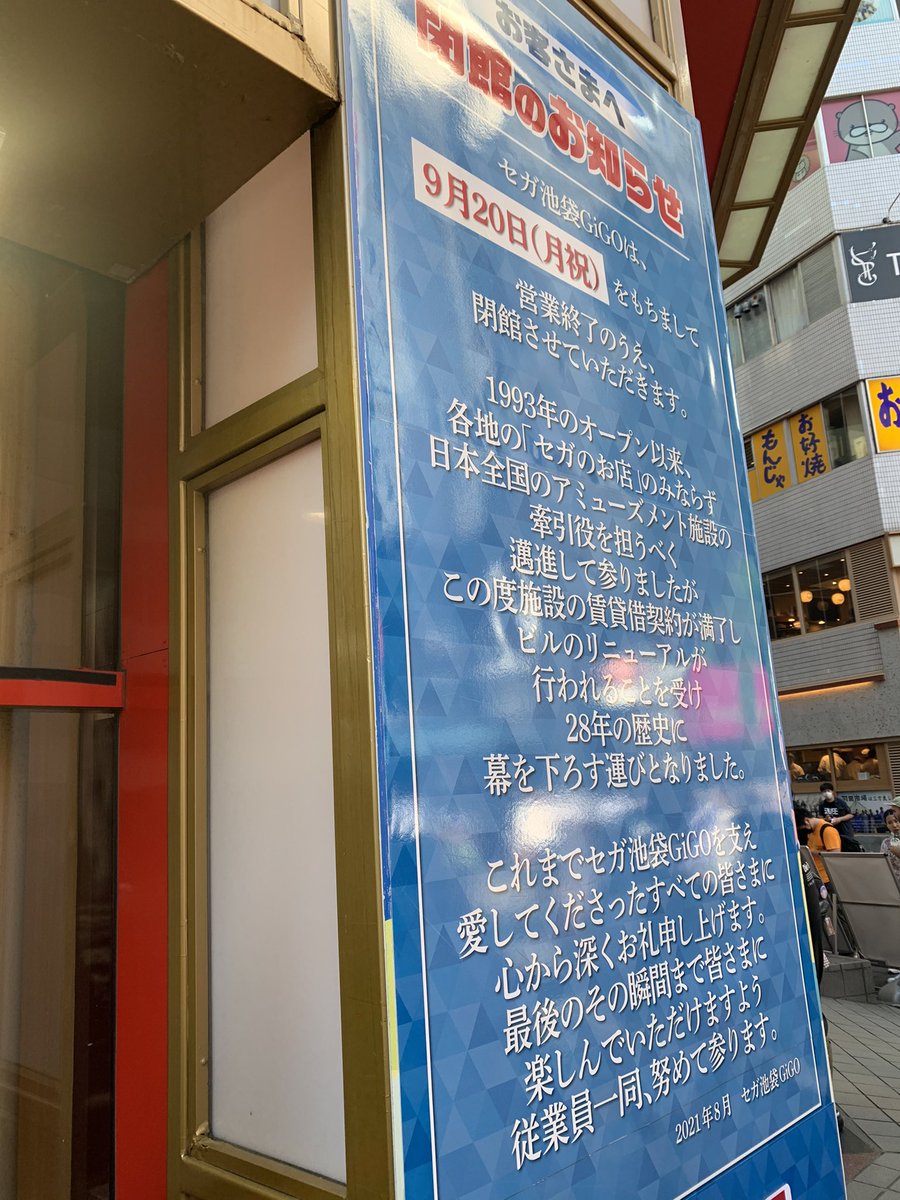 お客さまへ
閉館のお知らせ
セガ池袋GiGOは、
9月20日(月祝)をもちまして
営業終了のうえ、
閉館させていただきます。
1993年のオープン以来、
各地の「セガのお店」のみならず
日本全国のアミューズメント施設の
牽引役を担うべく
邁進して参りましたが
この度施設の賃貸借契約が満了し
ビルのリニューアルが
行われることを受け
28年の歴史に
幕を下ろす運びとなりました。
これまでセガ池袋GiGOを支え
愛してくださったすべての皆さまに
心から深くお礼申し上げます。
最後のその瞬間まで皆さまに
楽しんでいただけますよう
従業員一同、努めて参ります。
2021年8月 セガ池袋GiGO
もんじゃ
お好焼
お
T